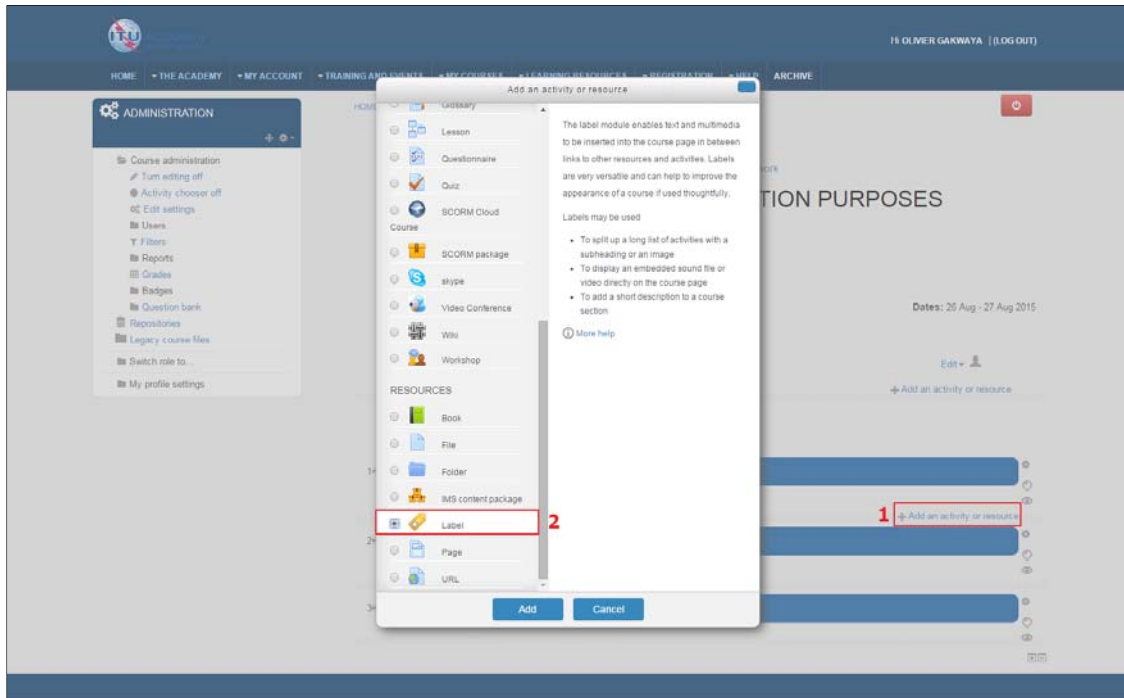 ITU
HI OLIVIER GAKWAYA | (LOG OUT)
HOME THE ACADEMY MY ACCOUNT TRAINING AND EVENTS MY COURSES LEARNING RESOURCES REGISTRATION HELP ARCHIVE
Add an activity or resource
ADMINISTRATION
Course administration
Turn editing off
Activity chooser off
Edit settings
Users
Filters
Reports
Grades
Badges
Question bank
Repositories
Legacy course files
Switch role to...
My profile settings
HOME
Glossary
Lesson
Questionnaire
Quiz
SCORM Cloud
Course
SCORM package
skype
Video Conference
Wiki
Workshop
RESOURCES
Book
File
Folder
IMS content package
Label
2
Page
URL
The label module enables text and multimedia
to be inserted into the course page in between
links to other resources and activities. Labels
are very versatile and can help to improve the
appearance of a course if used thoughtfully.
Labels may be used
• To split up a long list of activities with a
subheading or an image
• To display an embedded sound file or
video directly on the course page
• To add a short description to a course
section
More help
Add
Cancel
TION PURPOSES
Dates: 26 Aug - 27 Aug 2015
Edit
Add an activity or resource
1
Add an activity or resource
1
2
3